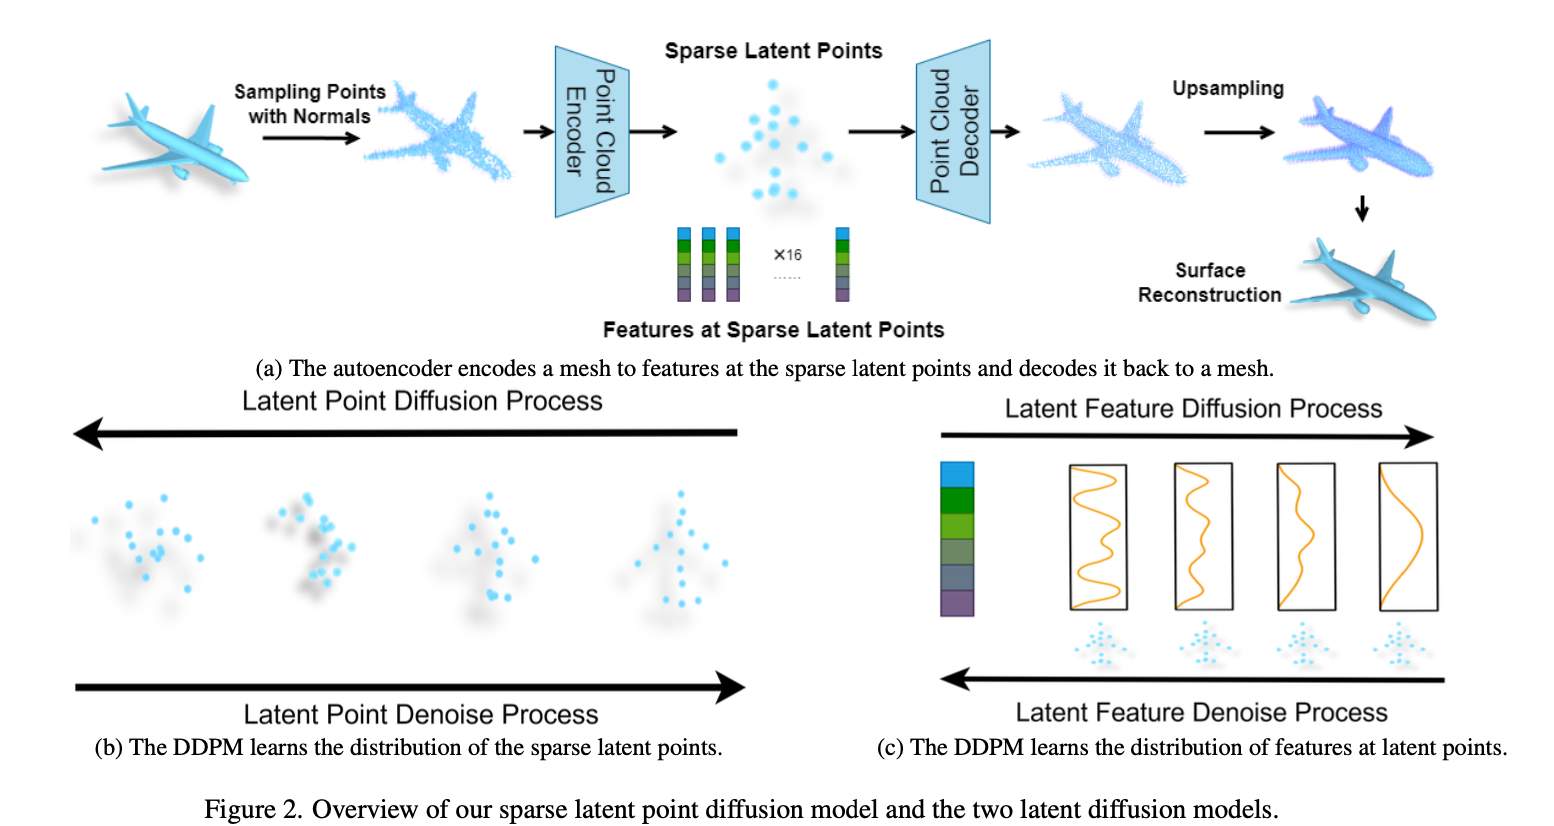 Sparse Latent Points
Sampling Points
with Normals
Point Cloud
Encoder
Point Cloud
Decoder
Upsampling
×16
......
Surface
Reconstruction
Features at Sparse Latent Points
(a) The autoencoder encodes a mesh to features at the sparse latent points and decodes it back to a mesh.
Latent Point Diffusion Process
Latent Point Denoise Process
(b) The DDPM learns the distribution of the sparse latent points.
Latent Feature Diffusion Process
Latent Feature Denoise Process
(c) The DDPM learns the distribution of features at latent points.
Figure 2. Overview of our sparse latent point diffusion model and the two latent diffusion models.